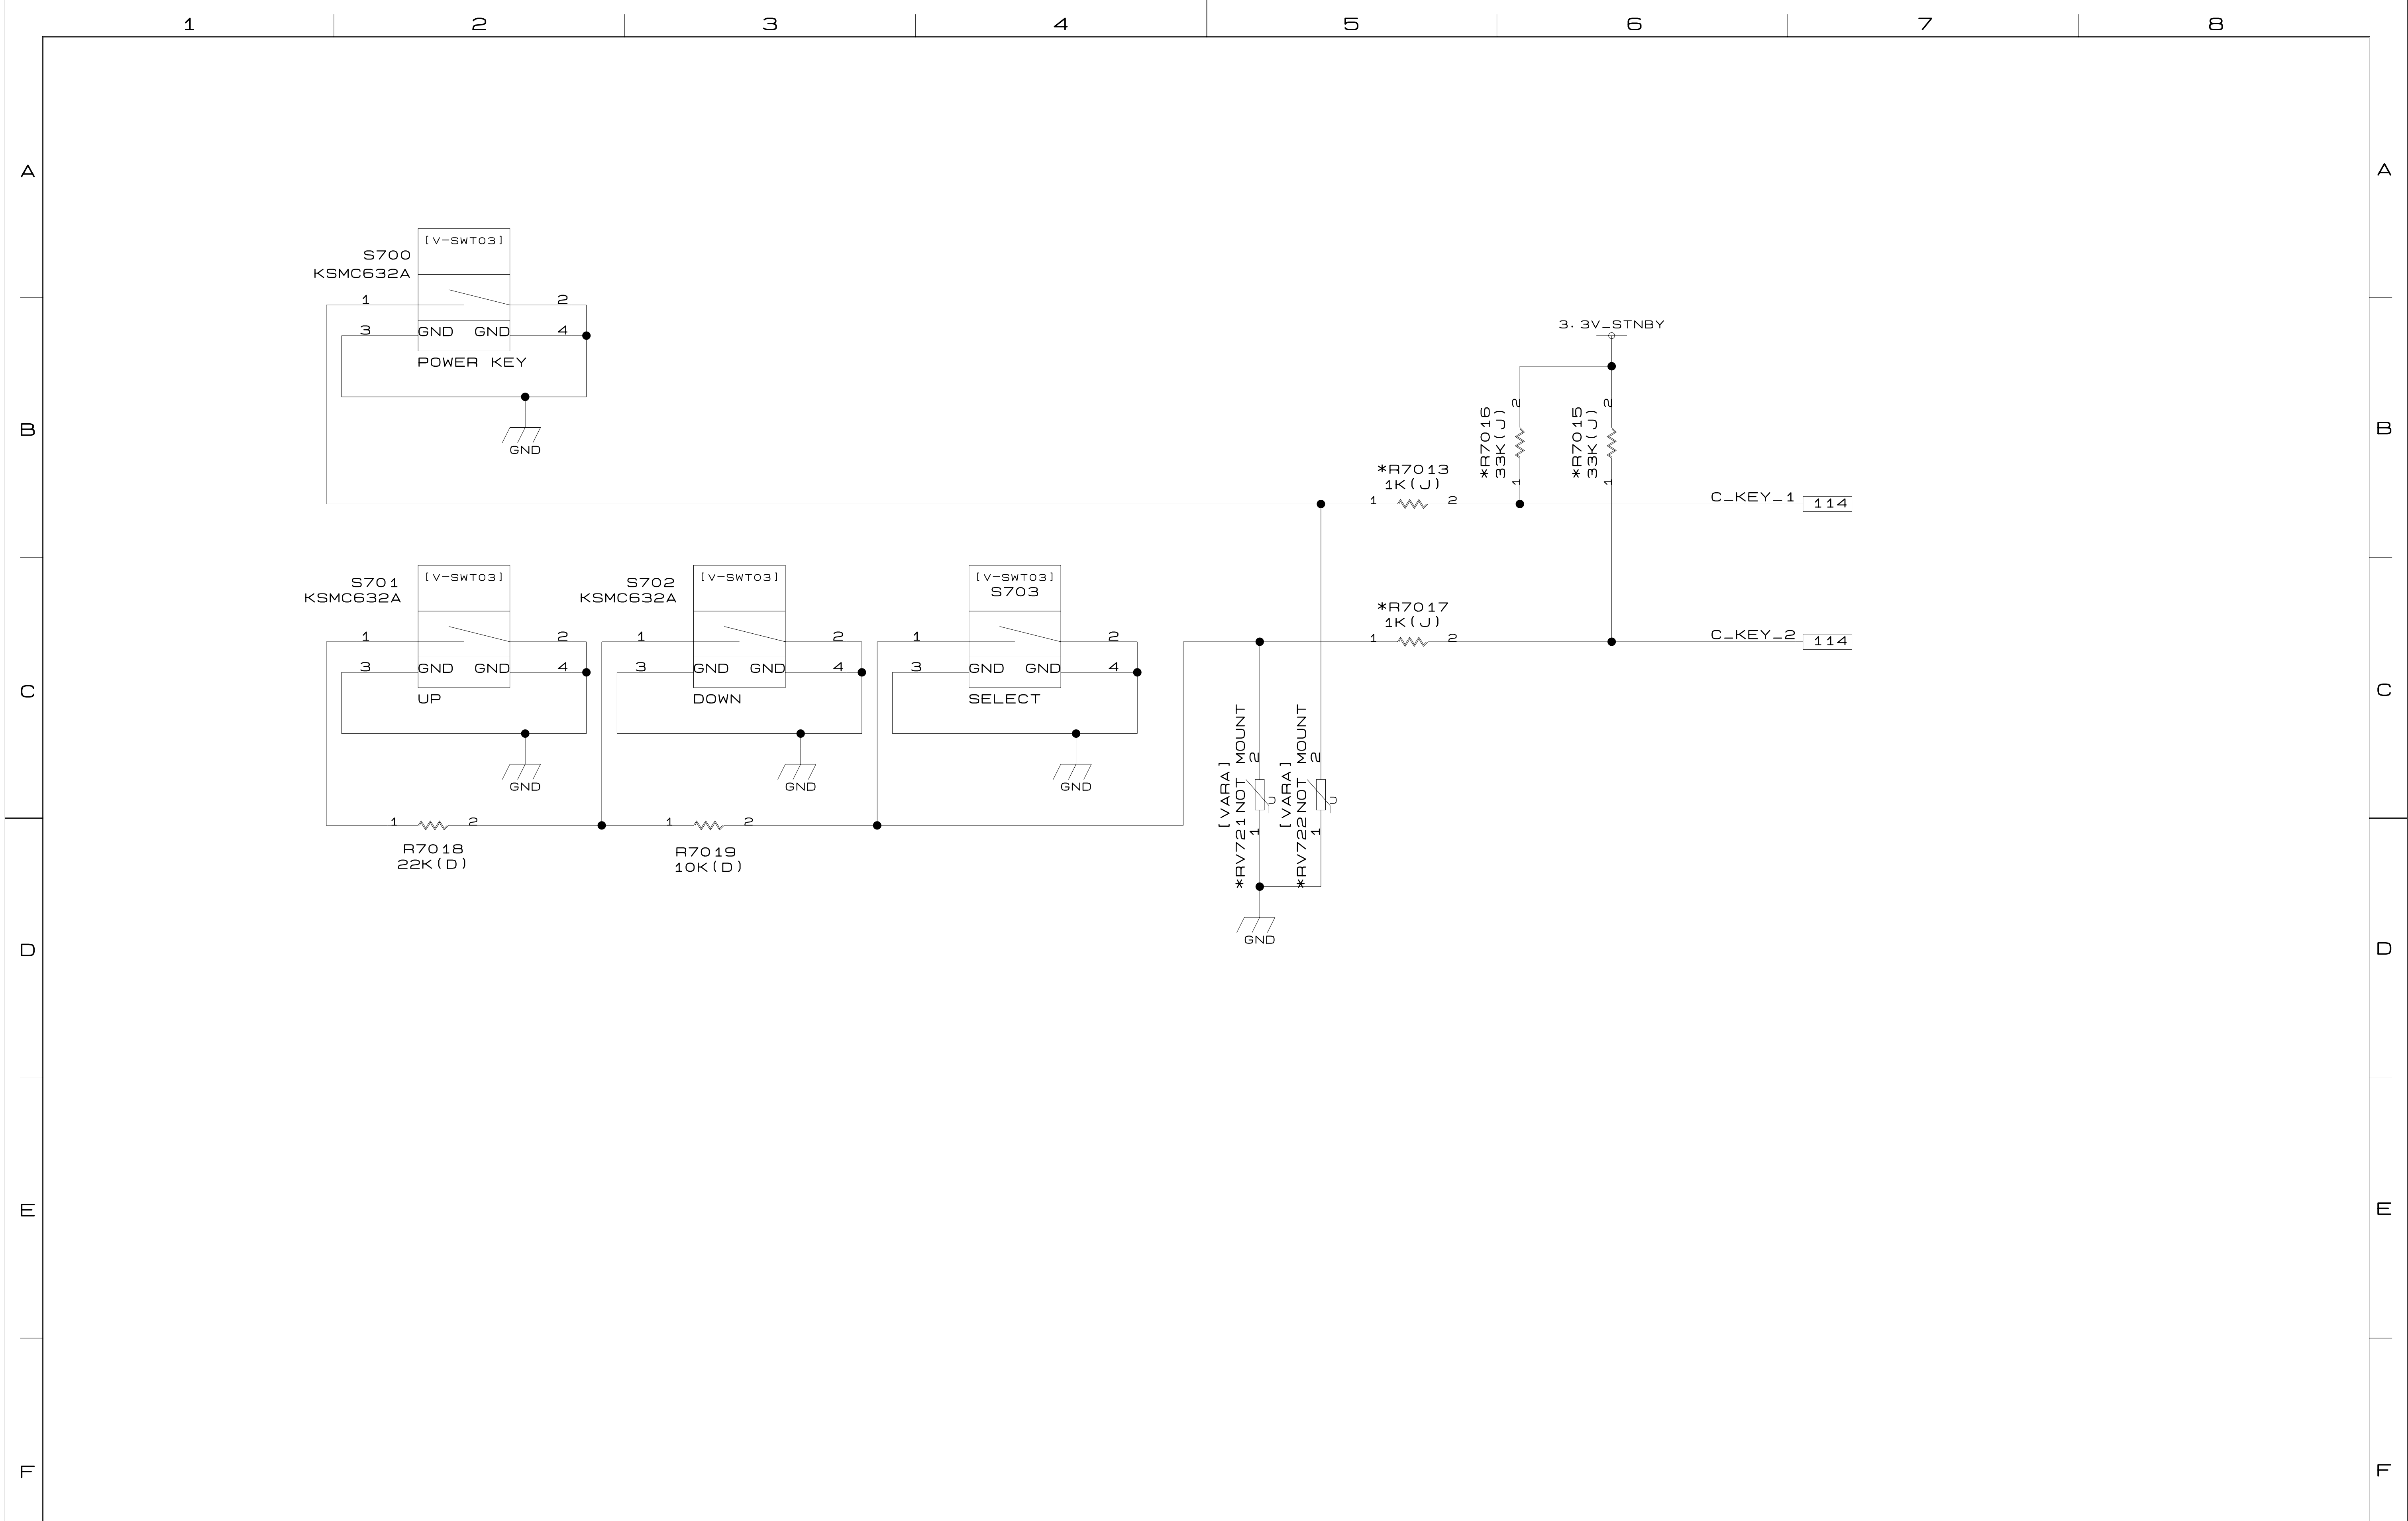 1 2 3 4 5 6 7 8
A A
[V-SWT03]
S700
KSMC632A
1 2
3 GND GND 4
POWER KEY
GND
3.3V_STNBY
B B
*R7016
33K(J)
2
1
*R7015
33K(J)
2
1
*R7013
1K(J)
1 2
C_KEY_1 114
[V-SWT03]
S701
KSMC632A
1 2
3 GND GND 4
UP
GND
[V-SWT03]
S702
KSMC632A
1 2
3 GND GND 4
DOWN
GND
[V-SWT03]
S703
1 2
3 GND GND 4
SELECT
GND
*R7017
1K(J)
1 2
C_KEY_2 114
C C
[VARA]
*RV721 NOT MOUNT
2
1
U
[VARA]
*RV722 NOT MOUNT
2
1
U
GND
1 2
R7018
22K(D)
1 2
R7019
10K(D)
D D
E E
F F